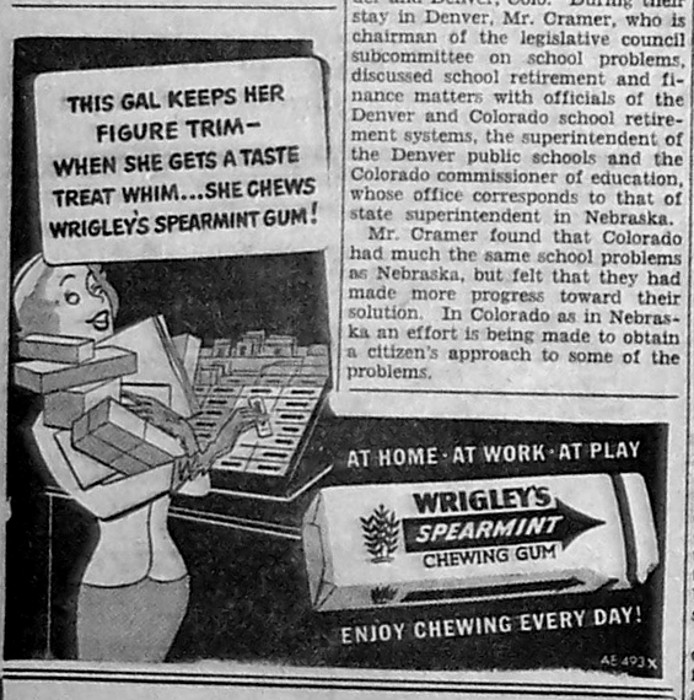 THIS GAL KEEPS HER
FIGURE TRIM—
WHEN SHE GETS A TASTE
TREAT WHIM...SHE CHEWS
WRIGLEY'S SPEARMINT GUM!
and Denver, Colo. During their
stay in Denver, Mr. Cramer, who is
chairman of the legislative council
subcommittee on school problems,
discussed school retirement and fi-
nance matters with officials of the
Denver and Colorado school retire-
ment systems, the superintendent of
the Denver public schools and the
Colorado commissioner of education,
whose office corresponds to that of
state superintendent in Nebraska.
Mr. Cramer found that Colorado
had much the same school problems
as Nebraska, but felt that they had
made more progress toward their
solution. In Colorado as in Nebras-
ka an effort is being made to obtain
a citizen's approach to some of the
problems.
AT HOME · AT WORK · AT PLAY
WRIGLEY'S
SPEARMINT
CHEWING GUM
ENJOY CHEWING EVERY DAY!
AE 493X